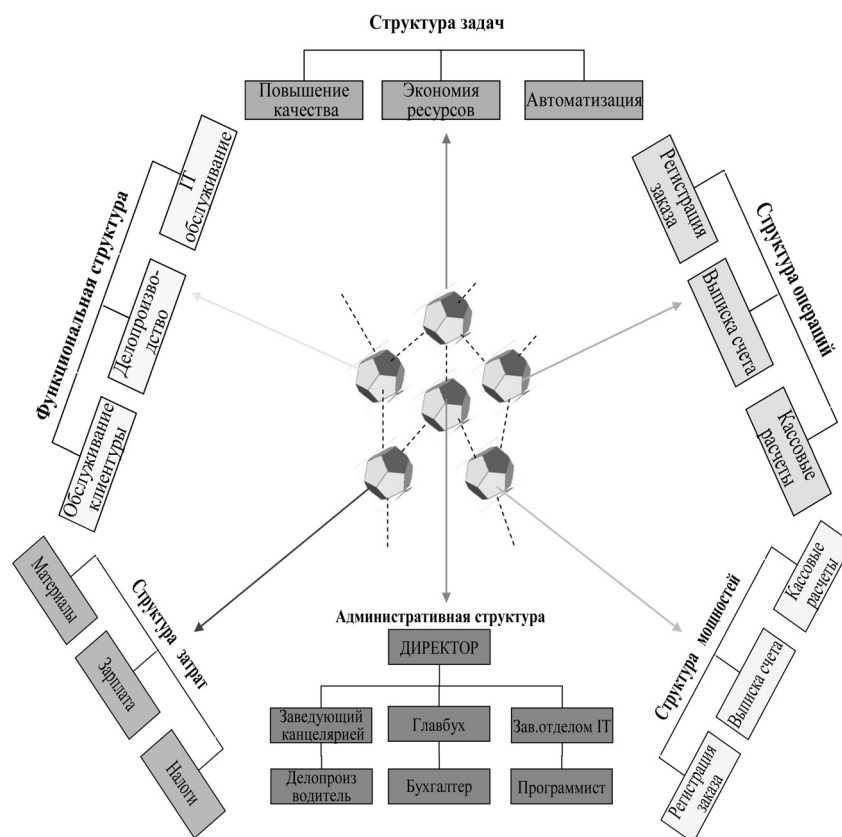 Структура задач
Повышение
качества
Экономия
ресурсов
Автоматизация
Функциональная структура
IT
обслуживание
Делопроизво-
дство
Обслуживание
клиентуры
Структура операций
Регистрация
заказа
Выписка счета
Кассовые
расчеты
Структура затрат
Материалы
Зарплата
Налоги
Административная структура
ДИРЕКТОР
Заведующий
канцелярией
Главбух
Зав.отделом IT
Делопроиз
водитель
Бухгалтер
Программист
Структура мощностей
Кассовые
расчеты
Выписка счета
Регистрация
заказа